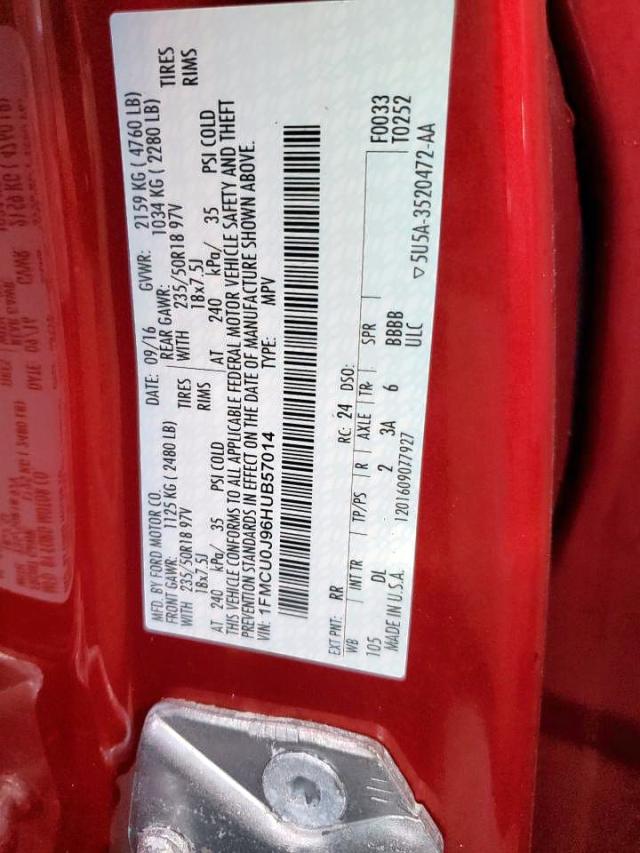 MFD. BY FORD MOTOR CO.
DATE: 09/16 GVWR: 2159 KG ( 4760 LB)
FRONT GAWR: 1125 KG ( 2480 LB) REAR GAWR: 1034 KG ( 2280 LB)
WITH 235/50R18 97V TIRES WITH 235/50R18 97V TIRES
18x7.5J RIMS 18x7.5J RIMS
AT 240 kPa/ 35 PSI COLD AT 240 kPa/ 35 PSI COLD
THIS VEHICLE CONFORMS TO ALL APPLICABLE FEDERAL MOTOR VEHICLE SAFETY AND THEFT
PREVENTION STANDARDS IN EFFECT ON THE DATE OF MANUFACTURE SHOWN ABOVE.
VIN: 1FMCU0J96HUB57014 TYPE: MPV
EXT PNT: RR RC: 24 DSO: F0033
WB INT TR TP/PS R AXLE TR SPR T0252
105 DL 2 3A 6 BBBB
MADE IN U.S.A. 1201609077927 ULC
▽5U5A-3520472-AA